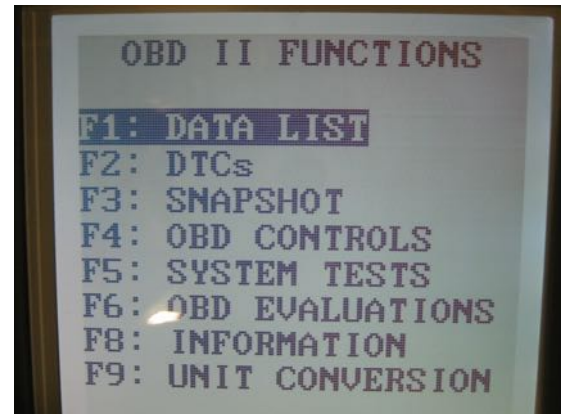 OBD II FUNCTIONS
F1: DATA LIST
F2: DTCs
F3: SNAPSHOT
F4: OBD CONTROLS
F5: SYSTEM TESTS
F6: OBD EVALUATIONS
F8: INFORMATION
F9: UNIT CONVERSION